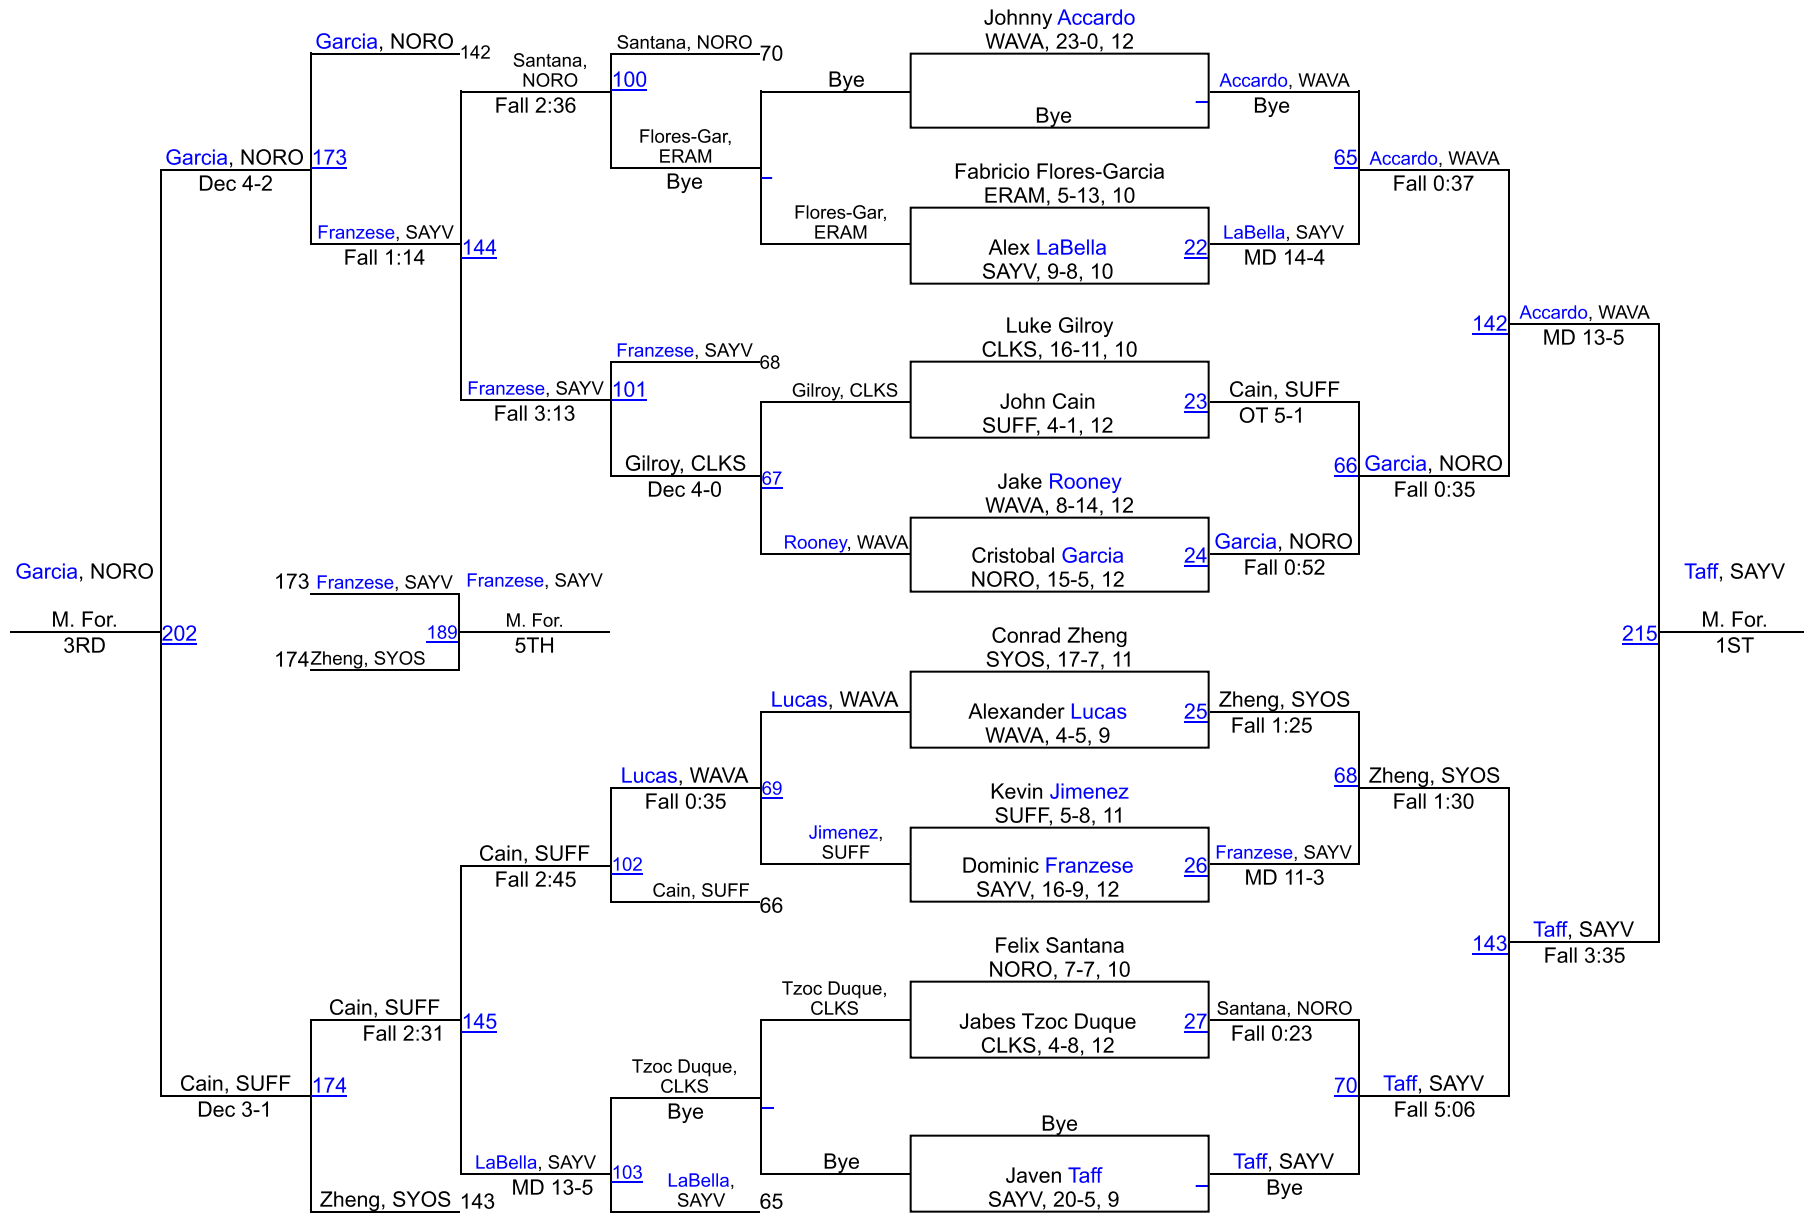 Johnny Accardo
WAVA, 23-0, 12
Bye
Fabricio Flores-Garcia
ERAM, 5-13, 10
Alex LaBella
SAYV, 9-8, 10
22
Luke Gilroy
CLKS, 16-11, 10
John Cain
SUFF, 4-1, 12
23
Jake Rooney
WAVA, 8-14, 12
Cristobal Garcia
NORO, 15-5, 12
24
Conrad Zheng
SYOS, 17-7, 11
Alexander Lucas
WAVA, 4-5, 9
25
Kevin Jimenez
SUFF, 5-8, 11
Dominic Franzese
SAYV, 16-9, 12
26
Felix Santana
NORO, 7-7, 10
Jabes Tzoc Duque
CLKS, 4-8, 12
27
Bye
Javen Taff
SAYV, 20-5, 9
Accardo, WAVA
Bye
65
LaBella, SAYV
MD 14-4
Cain, SUFF
OT 5-1
66
Garcia, NORO
Fall 0:52
Zheng, SYOS
Fall 1:25
68
Franzese, SAYV
MD 11-3
Santana, NORO
Fall 0:23
70
Taff, SAYV
Bye
Accardo, WAVA
Fall 0:37
142
Garcia, NORO
Fall 0:35
Zheng, SYOS
Fall 1:30
143
Taff, SAYV
Fall 5:06
Accardo, WAVA
MD 13-5
215
Taff, SAYV
Fall 3:35
Taff, SAYV
M. For.
1ST
Bye
Flores-Gar,
ERAM
Gilroy, CLKS
67
Rooney, WAVA
Lucas, WAVA
69
Jimenez,
SUFF
Tzoc Duque,
CLKS
Bye
Santana, NORO
70
100
Flores-Gar,
ERAM
Bye
Franzese, SAYV
68
101
Gilroy, CLKS
Dec 4-0
Lucas, WAVA
Fall 0:35
102
Cain, SUFF
66
Tzoc Duque,
CLKS
Bye
103
LaBella,
SAYV
65
Santana,
NORO
Fall 2:36
144
Franzese, SAYV
Fall 3:13
Cain, SUFF
Fall 2:45
145
LaBella, SAYV
MD 13-5
Garcia, NORO
142
173
Franzese, SAYV
Fall 1:14
Cain, SUFF
Fall 2:31
174
Zheng, SYOS
143
Garcia, NORO
Dec 4-2
202
Cain, SUFF
Dec 3-1
Garcia, NORO
M. For.
3RD
173
Franzese, SAYV
189
174
Zheng, SYOS
Franzese, SAYV
M. For.
5TH